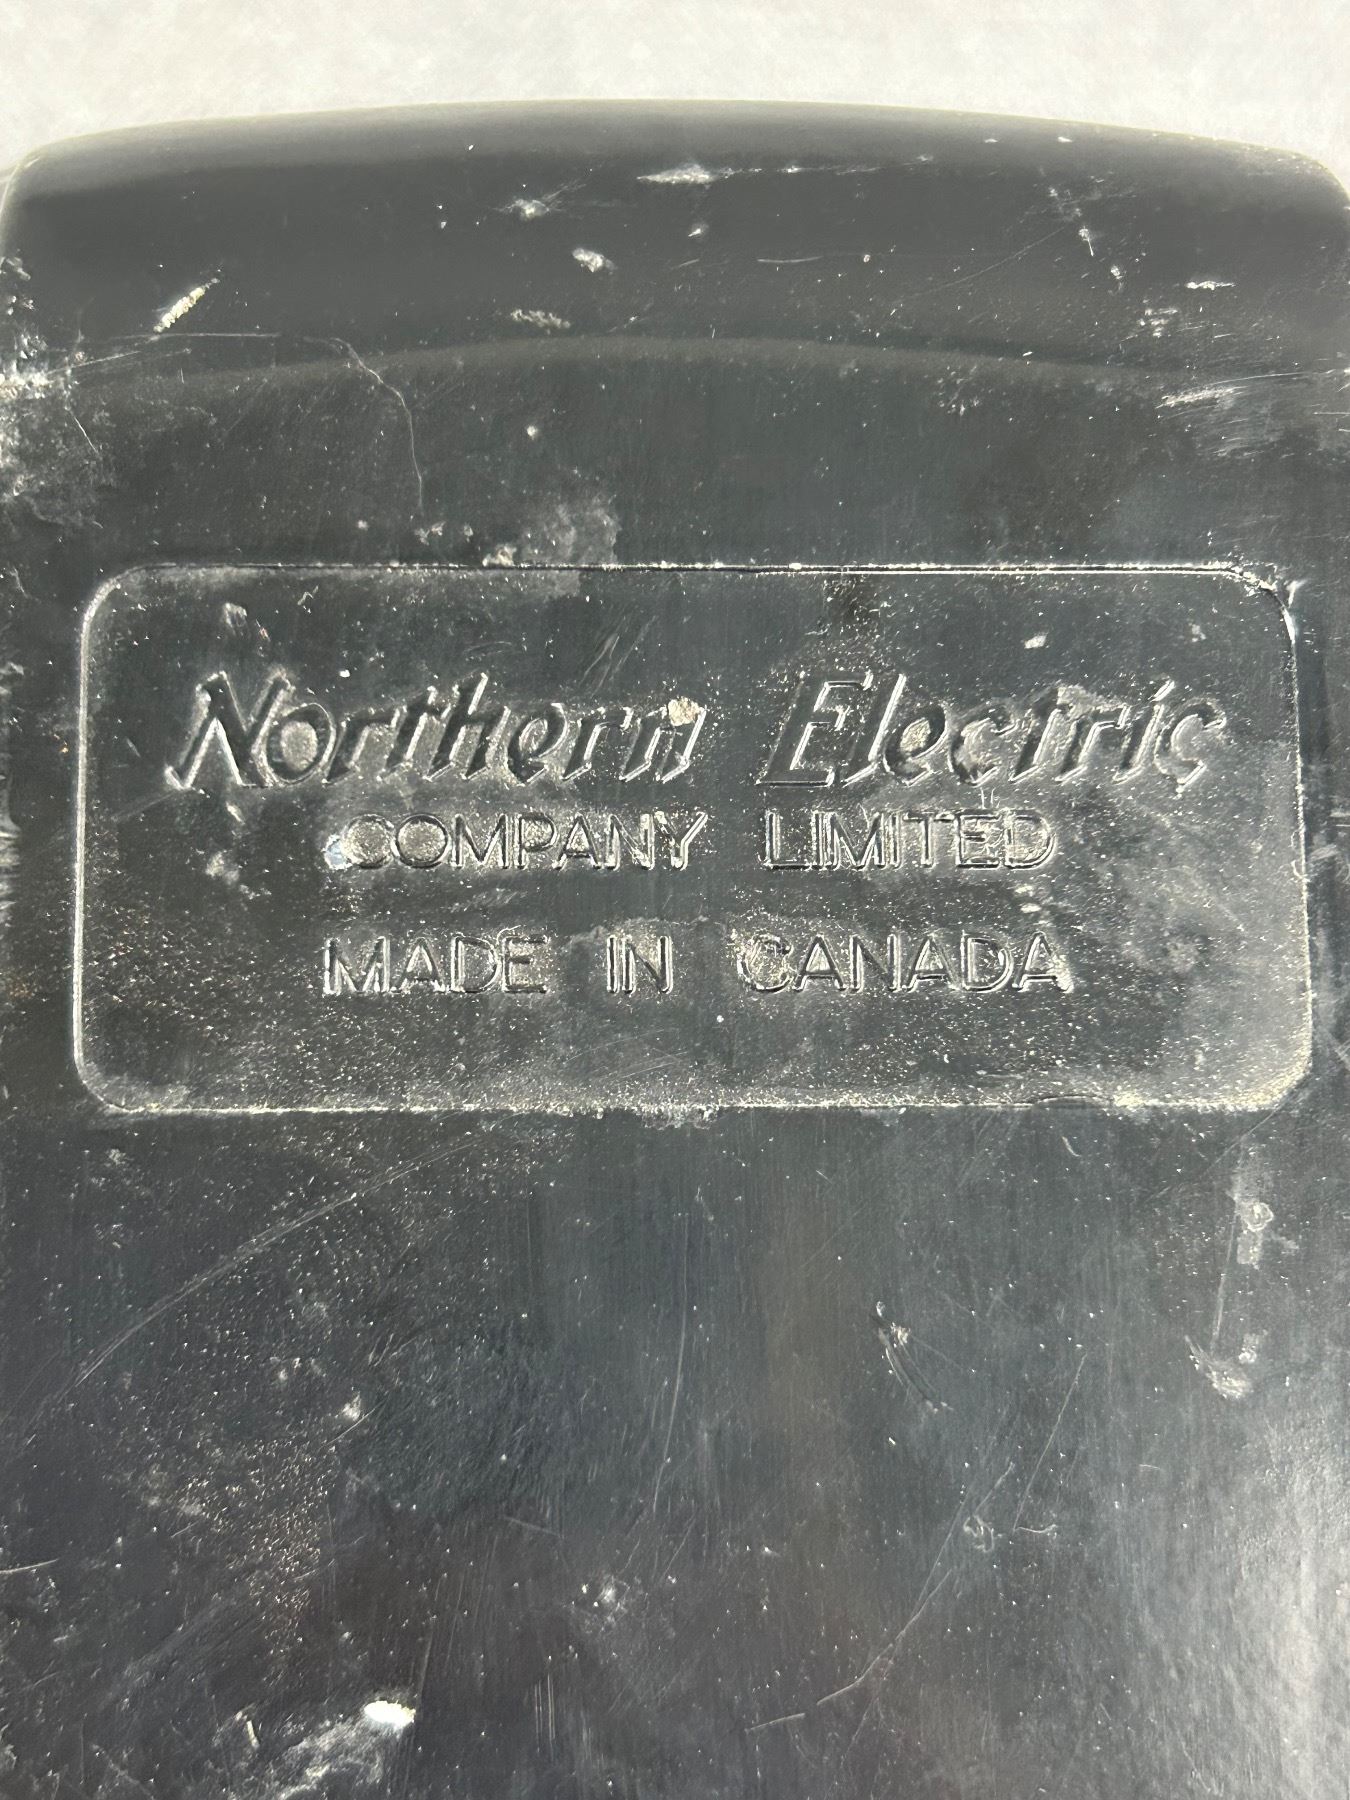 Northern Electric
COMPANY LIMITED
MADE IN CANADA